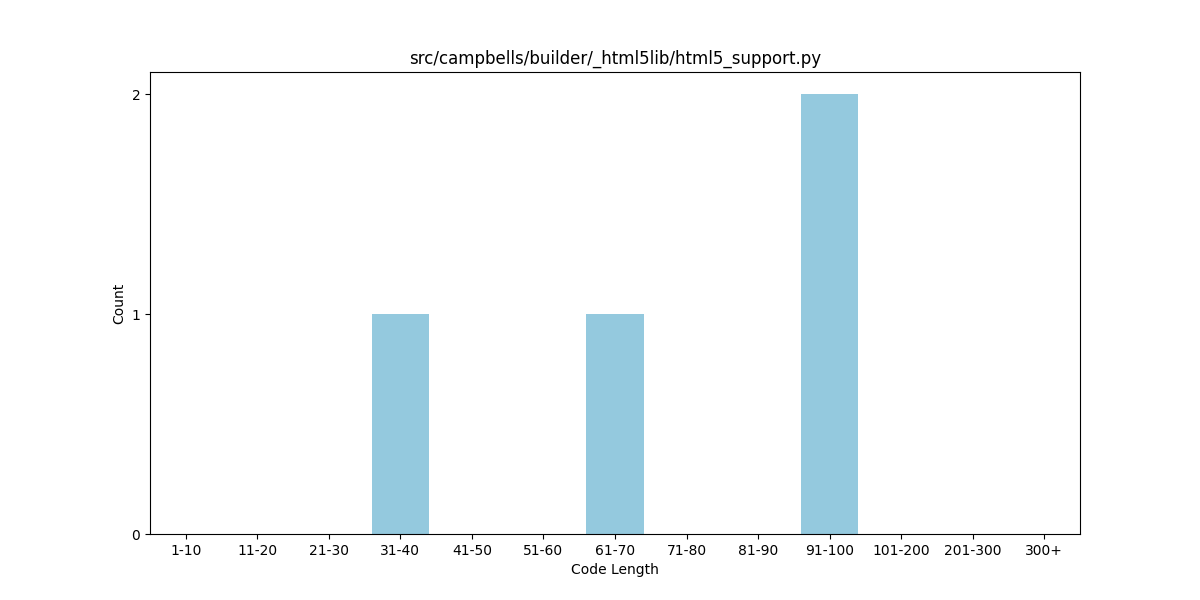 src/campbells/builder/_html5lib/html5_support.py
Count
2
1
0
1-10 11-20 21-30 31-40 41-50 51-60 61-70 71-80 81-90 91-100 101-200 201-300 300+
Code Length